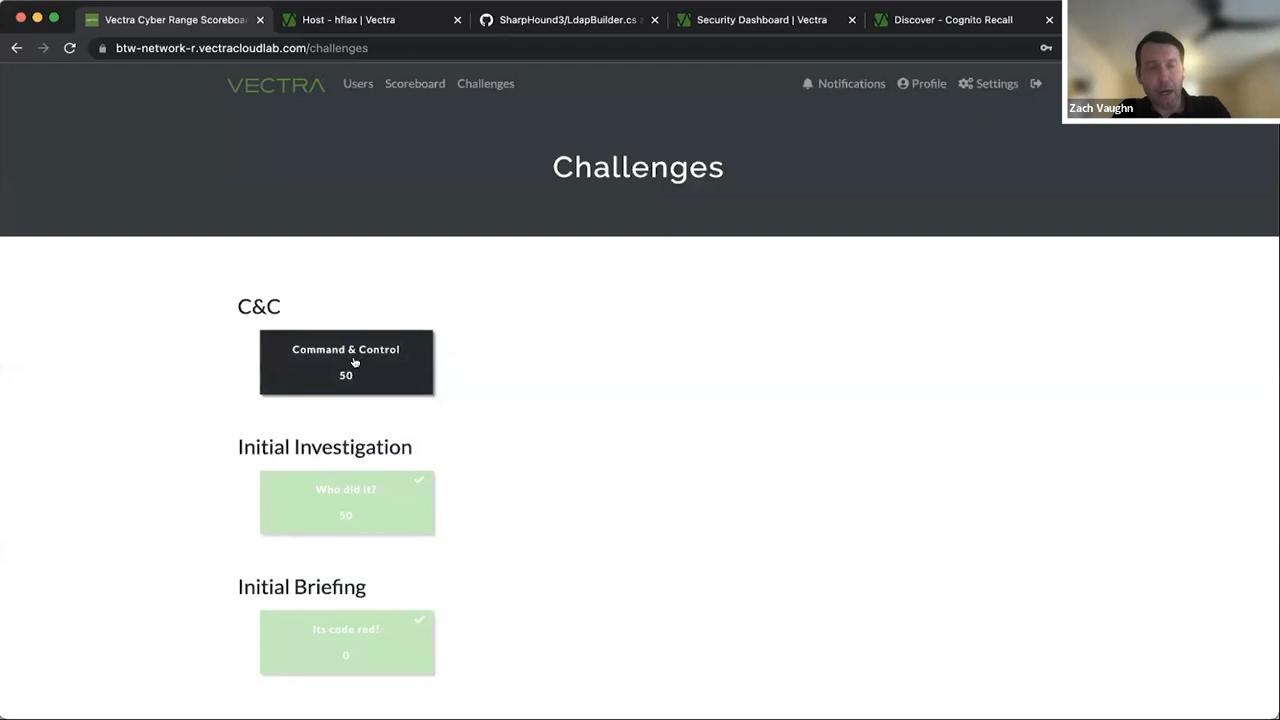 Vectra Cyber Range Scoreboar
Host - hflax | Vectra
SharpHound3/LdapBuilder.cs a
Security Dashboard | Vectra
Discover - Cognito Recall
btw-network-r.vectracloudlab.com/challenges
Zach Vaughn
VECTRA
Users
Scoreboard
Challenges
Notifications
Profile
Settings
Challenges
C&C
Command & Control
50
Initial Investigation
Who did it?
50
Initial Briefing
Its code red!
0